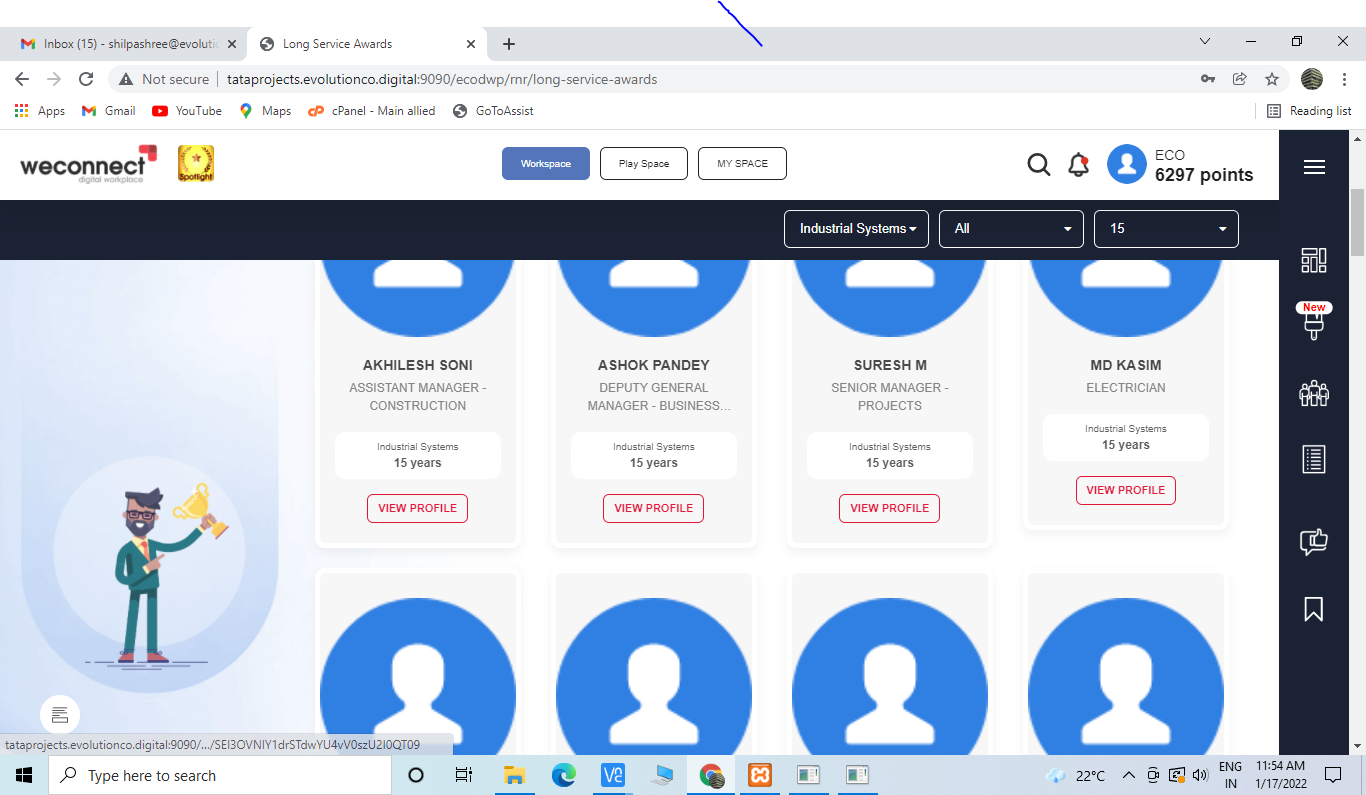 Inbox (15) - shilpashree@evolutio
Long Service Awards
Not secure
tataprojects.evolutionco.digital:9090/ecodwp/rnr/long-service-awards
Apps
Gmail
YouTube
Maps
cPanel - Main allied
GoToAssist
Reading list
weconnect
digital workplace
Spotlight
Workspace
Play Space
MY SPACE
ECO
6297 points
Industrial Systems
All
15
New
AKHILESH SONI
ASSISTANT MANAGER -
CONSTRUCTION
Industrial Systems
15 years
VIEW PROFILE
ASHOK PANDEY
DEPUTY GENERAL
MANAGER - BUSINESS...
Industrial Systems
15 years
VIEW PROFILE
SURESH M
SENIOR MANAGER -
PROJECTS
Industrial Systems
15 years
VIEW PROFILE
MD KASIM
ELECTRICIAN
Industrial Systems
15 years
VIEW PROFILE
tataprojects.evolutionco.digital:9090/.../SEl3OVNIY1drSTdwYU4vV0szU2I0QT09
Type here to search
22°C
ENG
IN
11:54 AM
1/17/2022